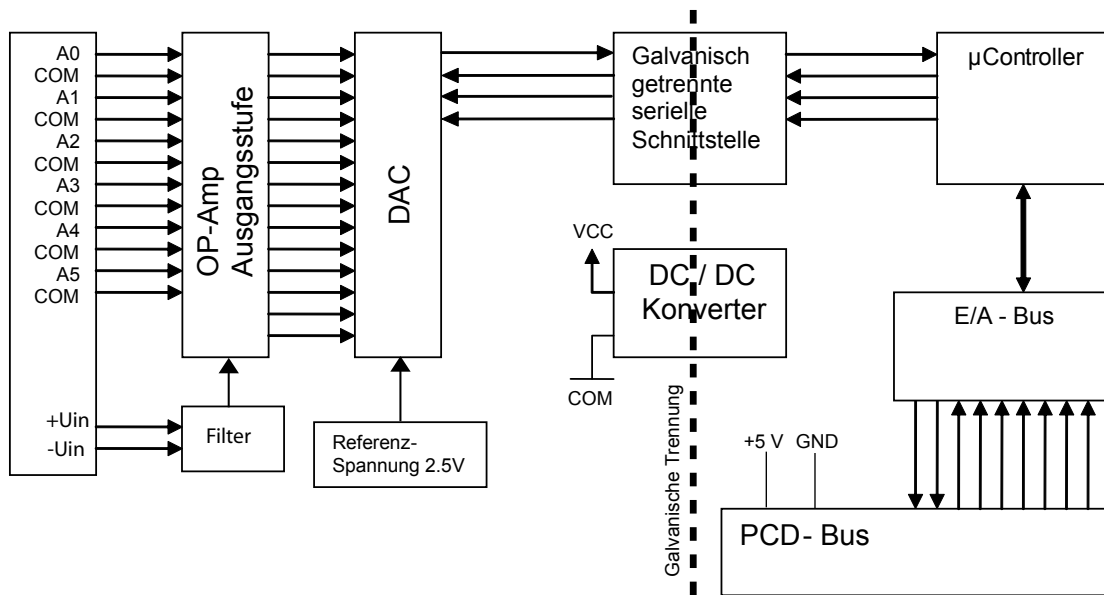 A0
COM
A1
COM
A2
COM
A3
COM
A4
COM
A5
COM
+Uin
-Uin
OP-Amp
Ausgangsstufe
Filter
DAC
Referenz-
Spannung 2.5V
Galvanisch
getrennte
serielle
Schnittstelle
µController
VCC
DC / DC
Konverter
COM
E/A - Bus
Galvanische Trennung
+5 V
GND
PCD - Bus